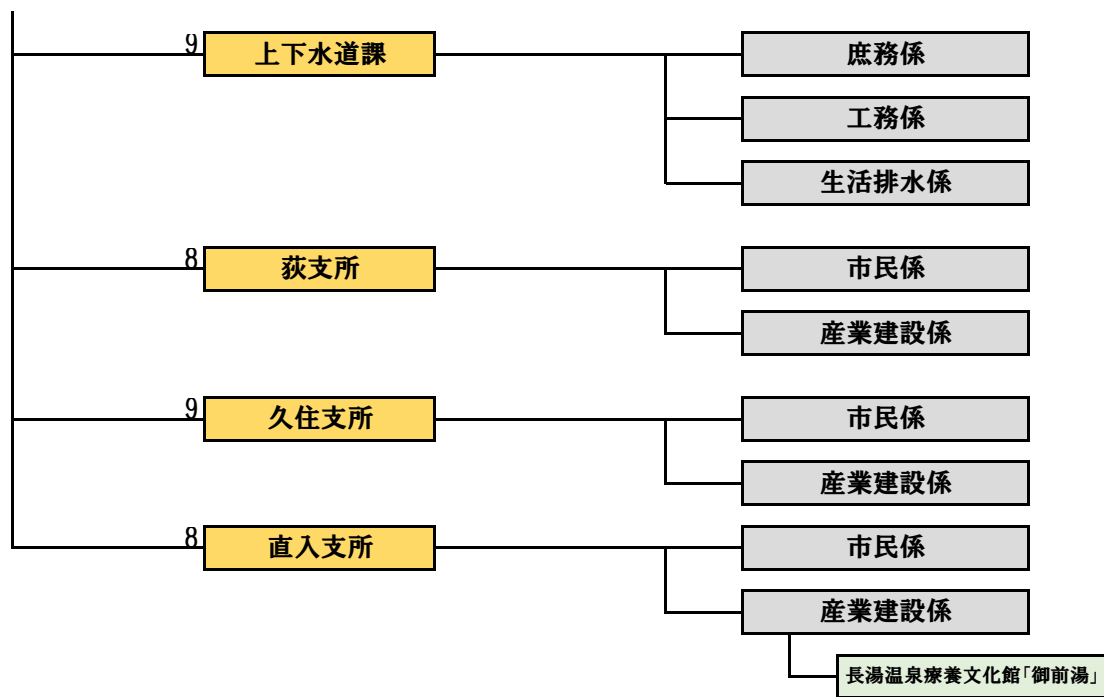 9 上下水道課 庶務係
工務係
生活排水係
8 荻支所 市民係
産業建設係
9 久住支所 市民係
産業建設係
8 直入支所 市民係
産業建設係
長湯温泉療養文化館「御前湯」